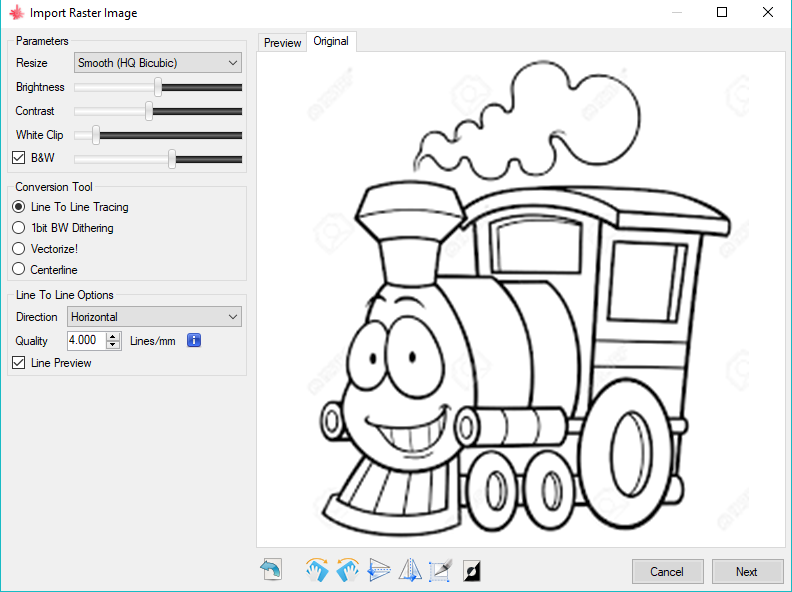 Import Raster Image
Parameters
Resize Smooth (HQ Bicubic)
Brightness
Contrast
White Clip
B&W
Conversion Tool
Line To Line Tracing
1bit BW Dithering
Vectorize!
Centerline
Line To Line Options
Direction Horizontal
Quality 4.000 Lines/mm
Line Preview
Preview Original
Cancel Next